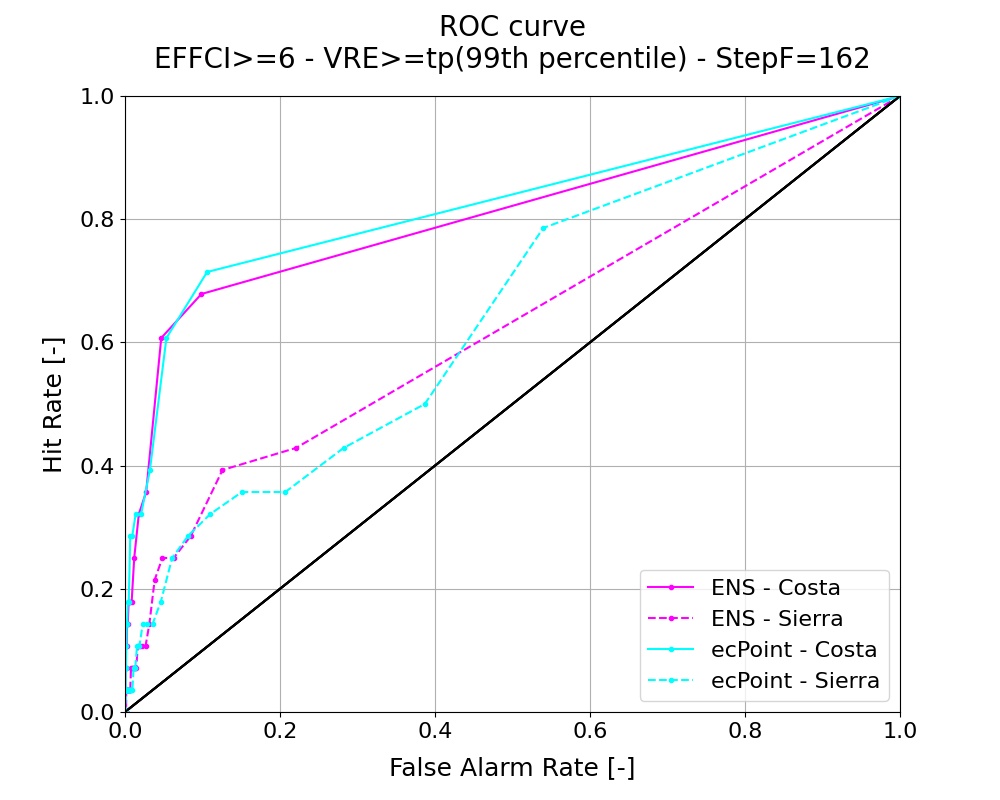 ROC curve
EFFCI>=6 - VRE>=tp(99th percentile) - StepF=162
1.0
0.8
0.6
0.4
0.2
0.0
Hit Rate [-]
0.0 0.2 0.4 0.6 0.8 1.0
False Alarm Rate [-]
ENS - Costa
ENS - Sierra
ecPoint - Costa
ecPoint - Sierra